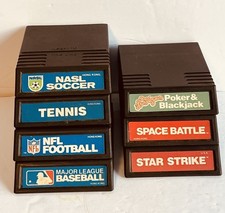 NASL
SOCCER
TENNIS
NFL
FOOTBALL
MAJOR LEAGUE
BASEBALL
Poker &
Blackjack
SPACE BATTLE
STAR STRIKE